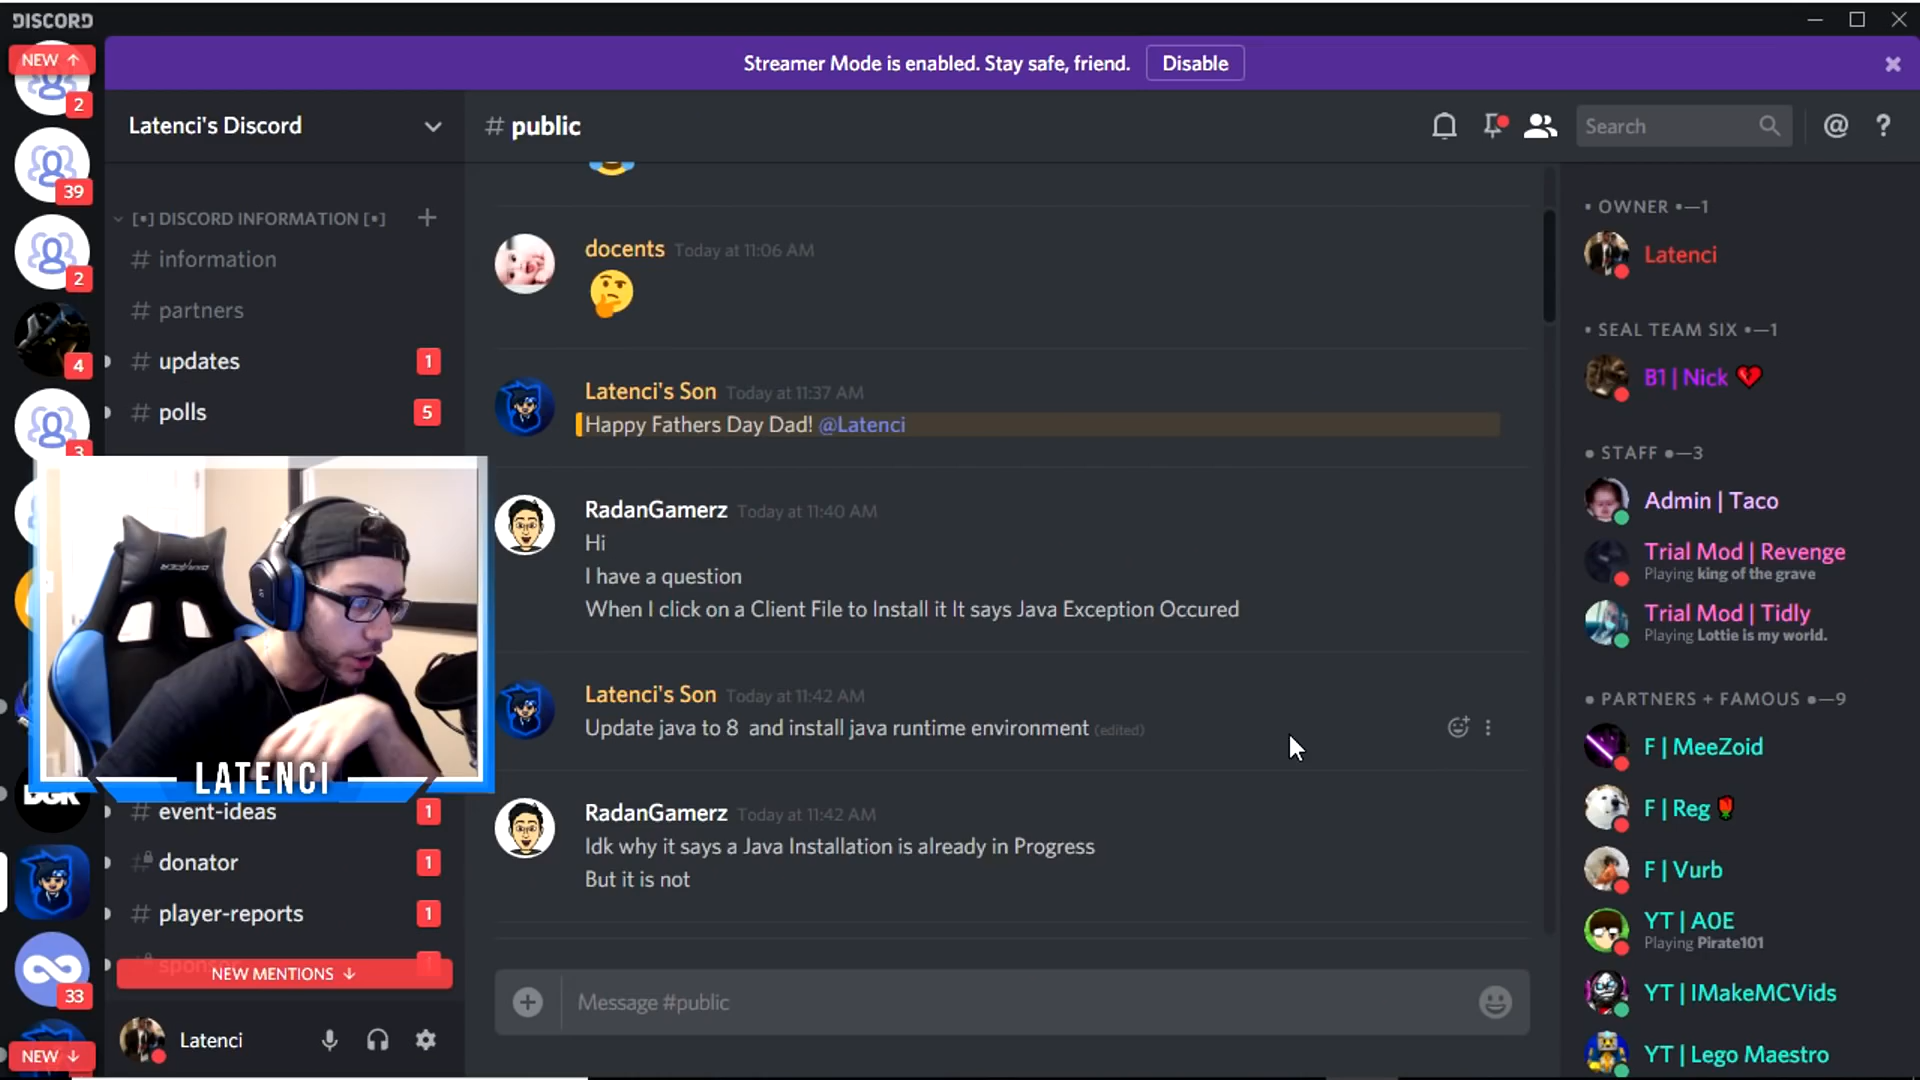 DISCORD
NEW ↑
2
39
2
4
3
33
NEW ↓
Streamer Mode is enabled. Stay safe, friend.
Disable
Latenci's Discord
[•] DISCORD INFORMATION [•]
# information
# partners
# updates
1
# polls
5
LATENCI
# event-ideas
1
# donator
1
# player-reports
1
NEW MENTIONS ↓
Latenci
# public
Search
docents Today at 11:06 AM
Latenci's Son Today at 11:37 AM
Happy Fathers Day Dad! @Latenci
RadanGamerz Today at 11:40 AM
Hi
I have a question
When I click on a Client File to Install it It says Java Exception Occured
Latenci's Son Today at 11:42 AM
Update java to 8 and install java runtime environment (edited)
RadanGamerz Today at 11:42 AM
Idk why it says a Java Installation is already in Progress
But it is not
Message #public
• OWNER •—1
Latenci
• SEAL TEAM SIX •—1
B1 | Nick
● STAFF ●—3
Admin | Taco
Trial Mod | Revenge
Playing king of the grave
Trial Mod | Tidly
Playing Lottie is my world.
● PARTNERS + FAMOUS ●—9
F | MeeZoid
F | Reg
F | Vurb
YT | A0E
Playing Pirate101
YT | IMakeMCVids
YT | Lego Maestro